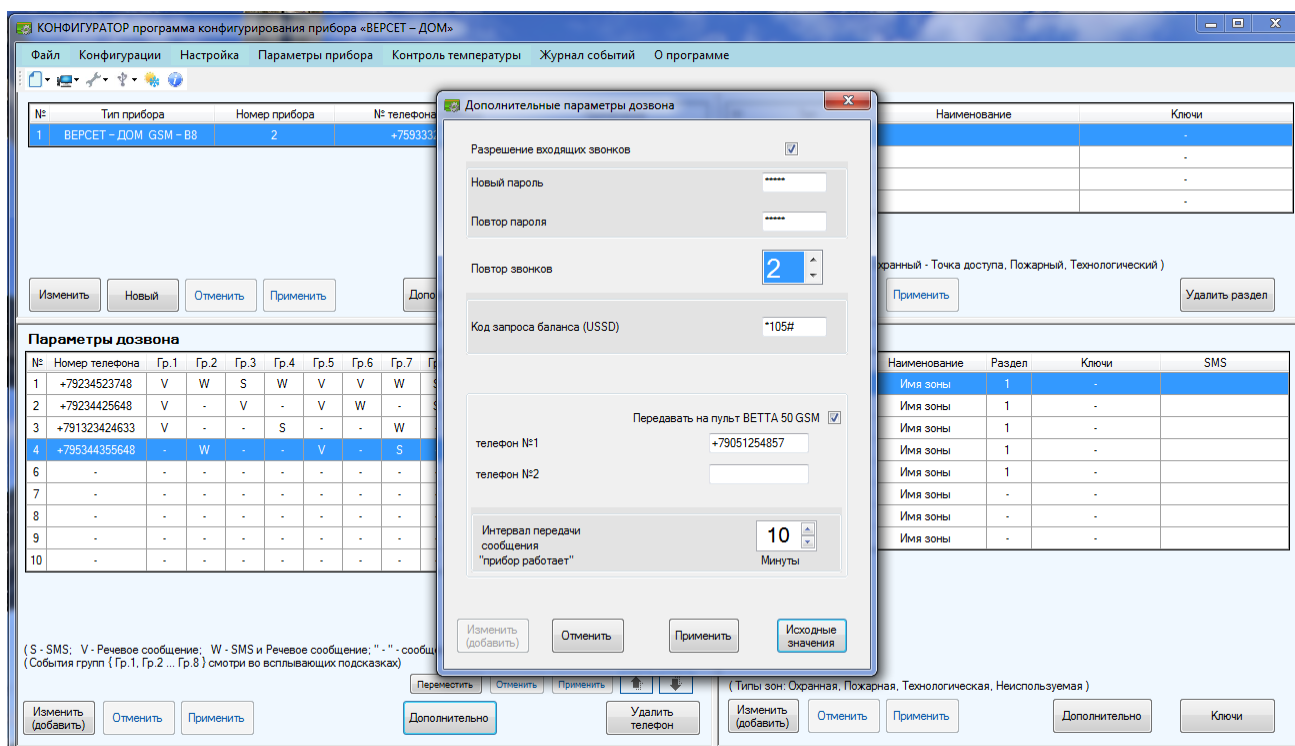 КОНФИГУРАТОР программа конфигурирования прибора «ВЕРСЕТ – ДОМ»
Файл Конфигурации Настройка Параметры прибора Контроль температуры Журнал событий О программе
№ Тип прибора Номер прибора № телефона
1 ВЕРСЕТ – ДОМ GSM – В8 2 +759333
Изменить Новый Отменить Применить
Наименование Ключи
-
-
-
-
Пожарный, Технологический )
Применить Удалить раздел
Параметры дозвона
№ Номер телефона Гр.1 Гр.2 Гр.3 Гр.4 Гр.5 Гр.6 Гр.7
1 +79234523748 V W S W V V W
2 +79234425648 V - V - V W -
3 +791323424633 V - - S - - W
4 +795344355648 - W - - V - S
6 - - - - - - - -
7 - - - - - - - -
8 - - - - - - - -
9 - - - - - - - -
10 - - - - - - - -
( S - SMS; V - Речевое сообщение; W - SMS и Речевое сообщение; " - " - сообщ
(События групп { Гр.1, Гр.2 ... Гр.8 } смотри во всплывающих подсказках)
Переместить Отменить Применить
Изменить
(добавить)
Отменить Применить Дополнительно
Удалить
телефон
Дополнительные параметры дозвона
Разрешение входящих звонков
Новый пароль *****
Повтор пароля *****
Повтор звонков 2
Код запроса баланса (USSD) *105#
Передавать на пульт ВЕТТА 50 GSM
телефон №1 +79051254857
телефон №2
Интервал передачи
сообщения
"прибор работает"
10
Минуты
Изменить
(добавить)
Отменить Применить
Исходные
значения
Наименование Раздел Ключи SMS
Имя зоны 1 -
Имя зоны 1 -
Имя зоны 1 -
Имя зоны 1 -
Имя зоны 1 -
Имя зоны - -
Имя зоны - -
Имя зоны - -
( Типы зон: Охранная, Пожарная, Технологическая, Неиспользуемая )
Изменить
(добавить)
Отменить Применить Дополнительно Ключи